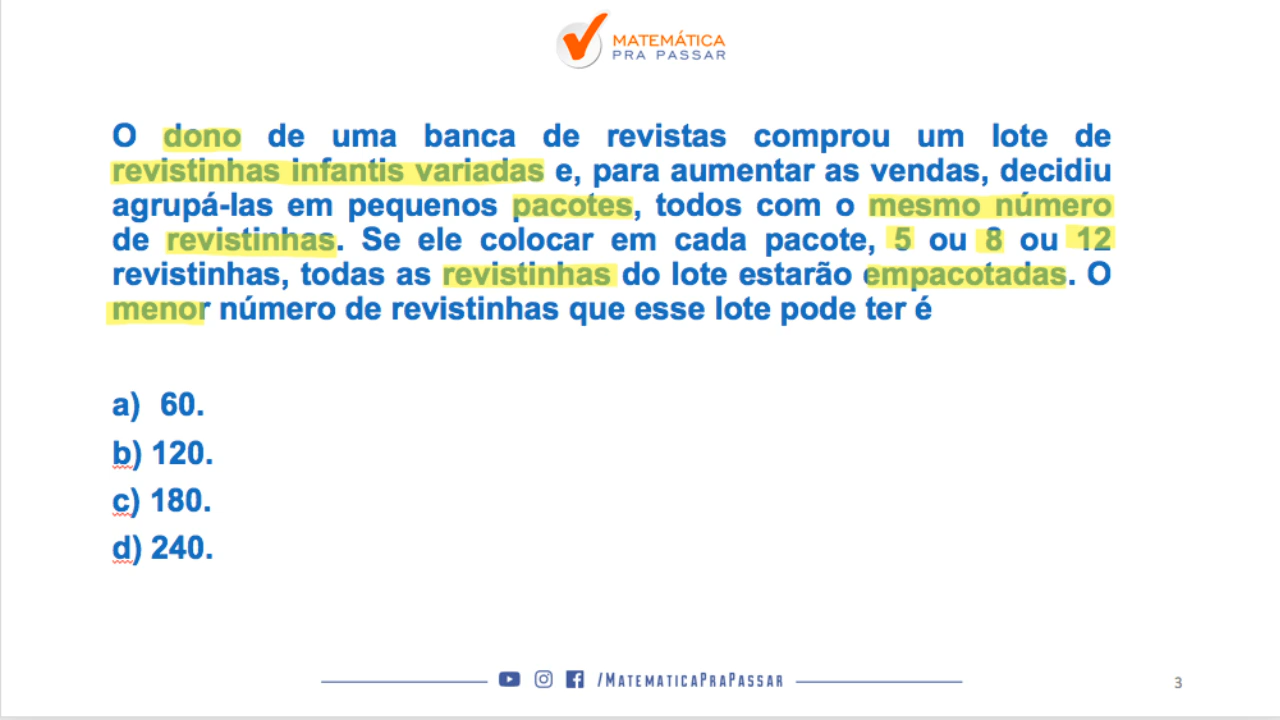 MATEMÁTICA
PRA PASSAR
O dono de uma banca de revistas comprou um lote de
revistinhas infantis variadas e, para aumentar as vendas, decidiu
agrupá-las em pequenos pacotes, todos com o mesmo número
de revistinhas. Se ele colocar em cada pacote, 5 ou 8 ou 12
revistinhas, todas as revistinhas do lote estarão empacotadas. O
menor número de revistinhas que esse lote pode ter é
a) 60.
b) 120.
c) 180.
d) 240.
/MATEMATICAPRAPASSAR
3